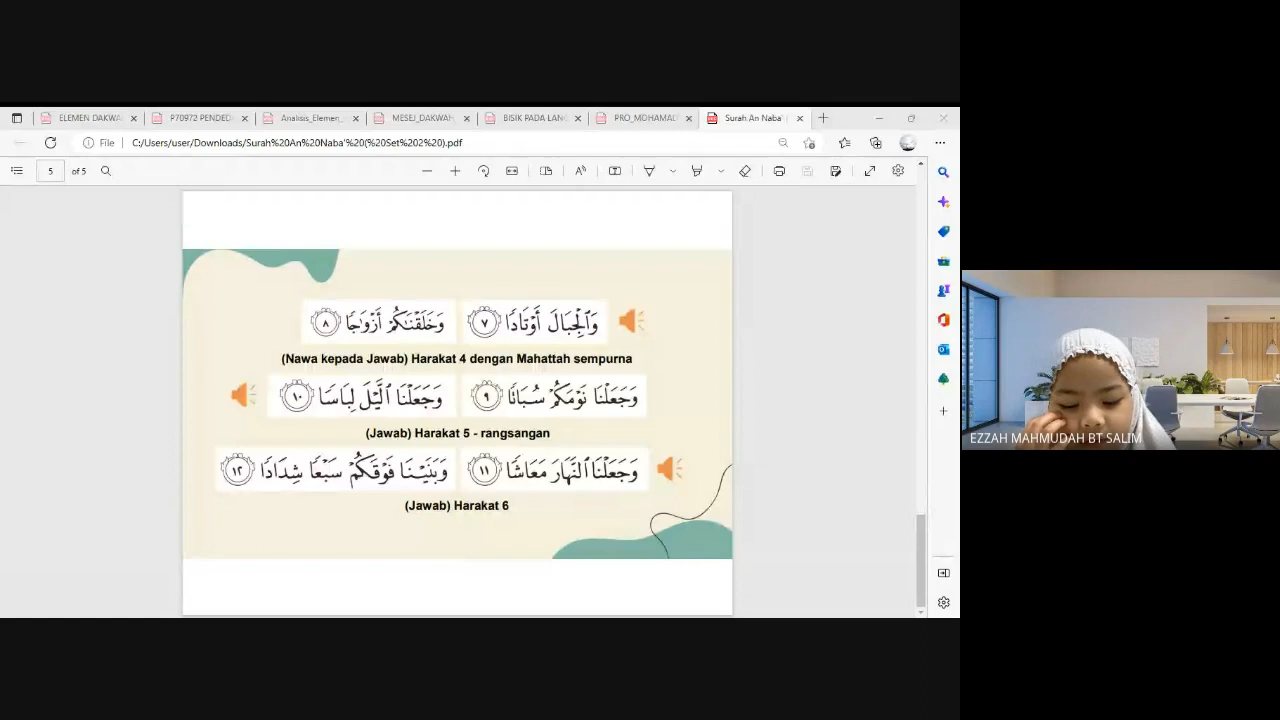 ELEMEN DAKWA
P70972 PENDED
Analisis_Elemen_
MESEJ_DAKWAH_
BISIK PADA LANG
PRO_MOHAMAD
Surah An Naba'
File
C:/Users/user/Downloads/Surah%20An%20Naba'%20(%20Set%202%20).pdf
5 of 5
وَٱلْجِبَالَ أَوْتَادًا ٧ وَخَلَقْنَٰكُمْ أَزْوَٰجًا ٨
(Nawa kepada Jawab) Harakat 4 dengan Mahattah sempurna
وَجَعَلْنَا نَوْمَكُمْ سُبَاتًا ٩ وَجَعَلْنَا ٱلَّيْلَ لِبَاسًا ١٠
(Jawab) Harakat 5 - rangsangan
وَجَعَلْنَا ٱلنَّهَارَ مَعَاشًا ١١ وَبَنَيْنَا فَوْقَكُمْ سَبْعًا شِدَادًا ١٢
(Jawab) Harakat 6
EZZAH MAHMUDAH BT SALIM